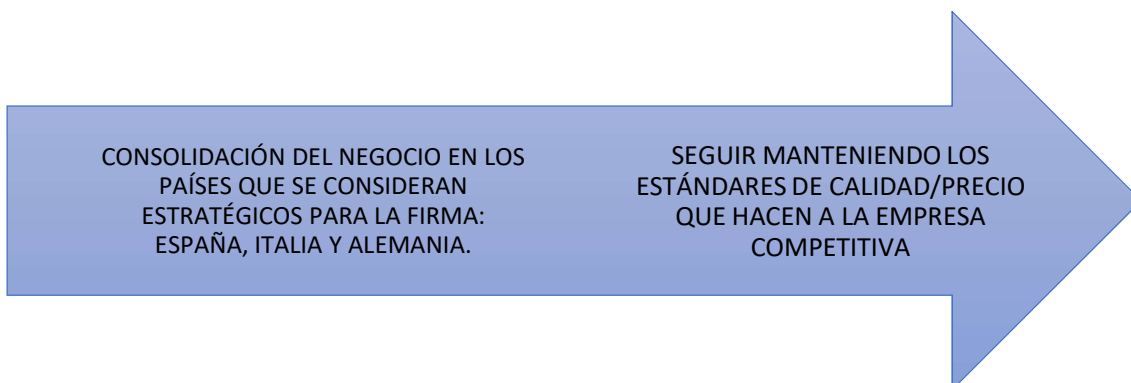 CONSOLIDACIÓN DEL NEGOCIO EN LOS
PAÍSES QUE SE CONSIDERAN
ESTRATÉGICOS PARA LA FIRMA:
ESPAÑA, ITALIA Y ALEMANIA.
SEGUIR MANTENIENDO LOS
ESTÁNDARES DE CALIDAD/PRECIO
QUE HACEN A LA EMPRESA
COMPETITIVA